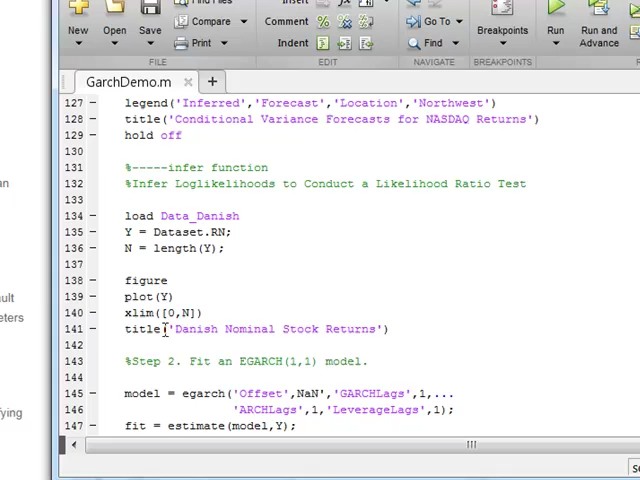 Insert
Compare
Go To
Comment
New
Open
Save
Breakpoints
Run
Run and
Advance
Print
Indent
Find
FILE
EDIT
NAVIGATE
BREAKPOINTS
RUN
GarchDemo.m
127 legend('Inferred','Forecast','Location','Northwest')
128 title('Conditional Variance Forecasts for NASDAQ Returns')
129 hold off
130
131 %-----infer function
132 %Infer Loglikelihoods to Conduct a Likelihood Ratio Test
133
134 load Data_Danish
135 Y = Dataset.RN;
136 N = length(Y);
137
138 figure
139 plot(Y)
140 xlim([0,N])
141 title('Danish Nominal Stock Returns')
142
143 %Step 2. Fit an EGARCH(1,1) model.
144
145 model = egarch('Offset',NaN','GARCHLags',1,...
146 'ARCHLags',1,'LeverageLags',1);
147 fit = estimate(model,Y);